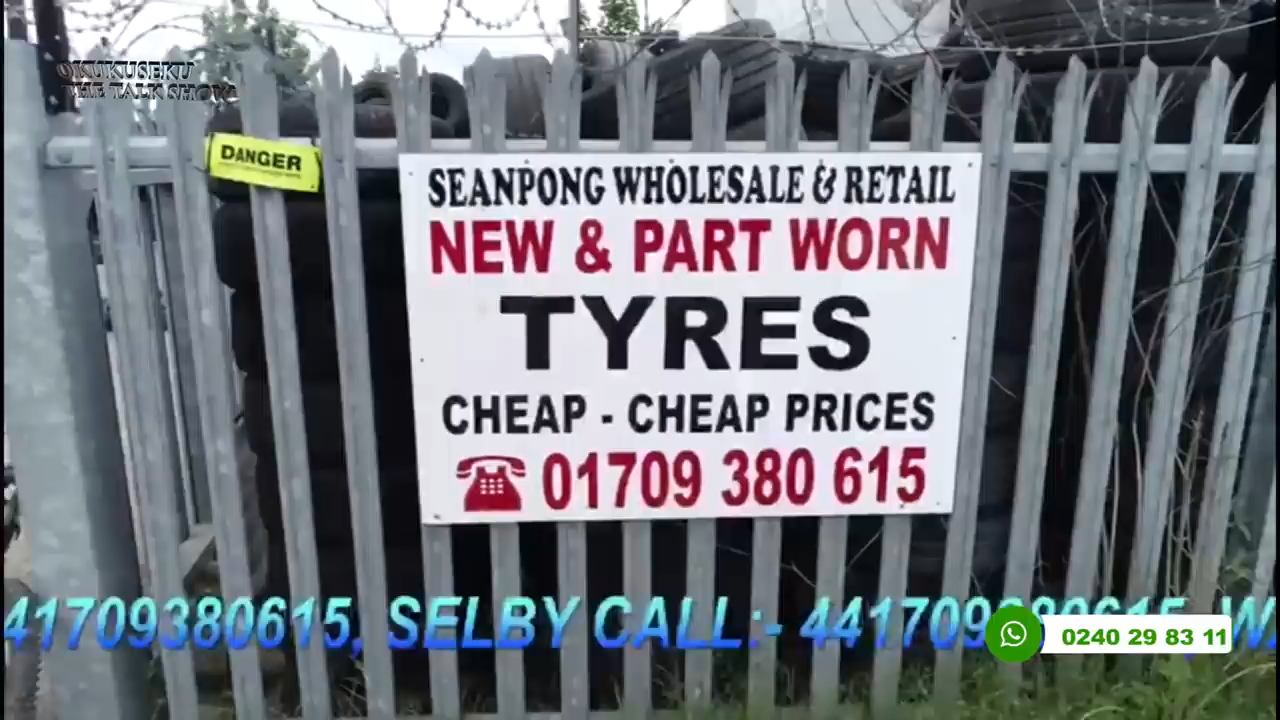 OKUKUSEKU
THE TALK SHOW
DANGER
SEANPONG WHOLESALE & RETAIL
NEW & PART WORN
TYRES
CHEAP - CHEAP PRICES
01709 380 615
41709380615, SELBY CALL:- 441709380615, W
0240 29 83 11